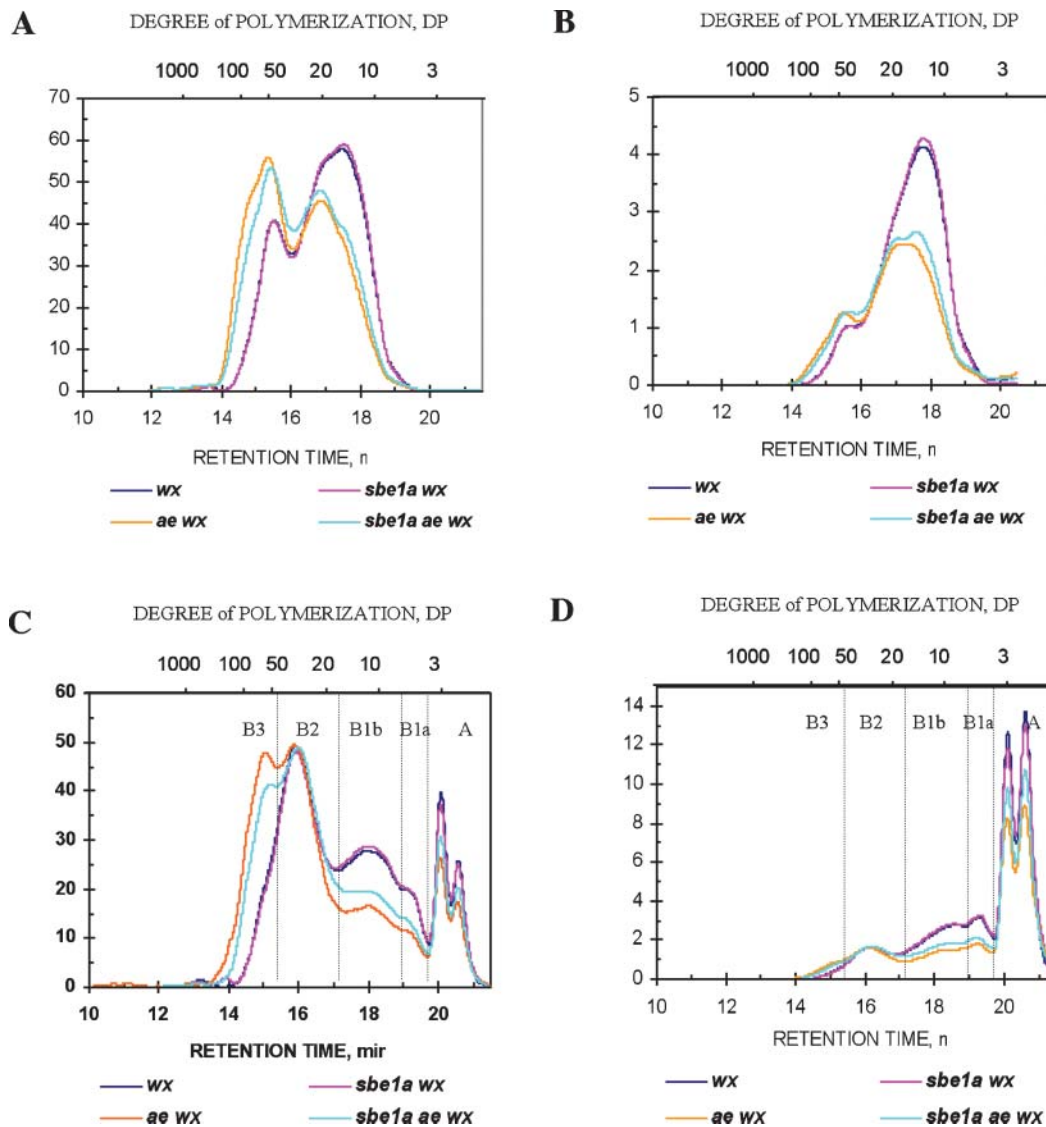 A
DEGREE of POLYMERIZATION, DP
1000 100 50 20 10 3
70
60
50
40
30
20
10
0
10 12 14 16 18 20
RETENTION TIME, n
wx sbe1a wx
ae wx sbe1a ae wx
B
DEGREE of POLYMERIZATION, DP
1000 100 50 20 10 3
5
4
3
2
1
0
10 12 14 16 18 20
RETENTION TIME, n
wx sbe1a wx
ae wx sbe1a ae wx
C
DEGREE of POLYMERIZATION, DP
1000 100 50 20 10 3
60
50
40
30
20
10
0
B3 B2 B1b B1a A
10 12 14 16 18 20
RETENTION TIME, mir
wx sbe1a wx
ae wx sbe1a ae wx
D
DEGREE of POLYMERIZATION, DP
1000 100 50 20 10 3
14
12
10
8
6
4
2
0
B3 B2 B1b B1a A
10 12 14 16 18 20
RETENTION TIME, n
wx sbe1a wx
ae wx sbe1a ae wx